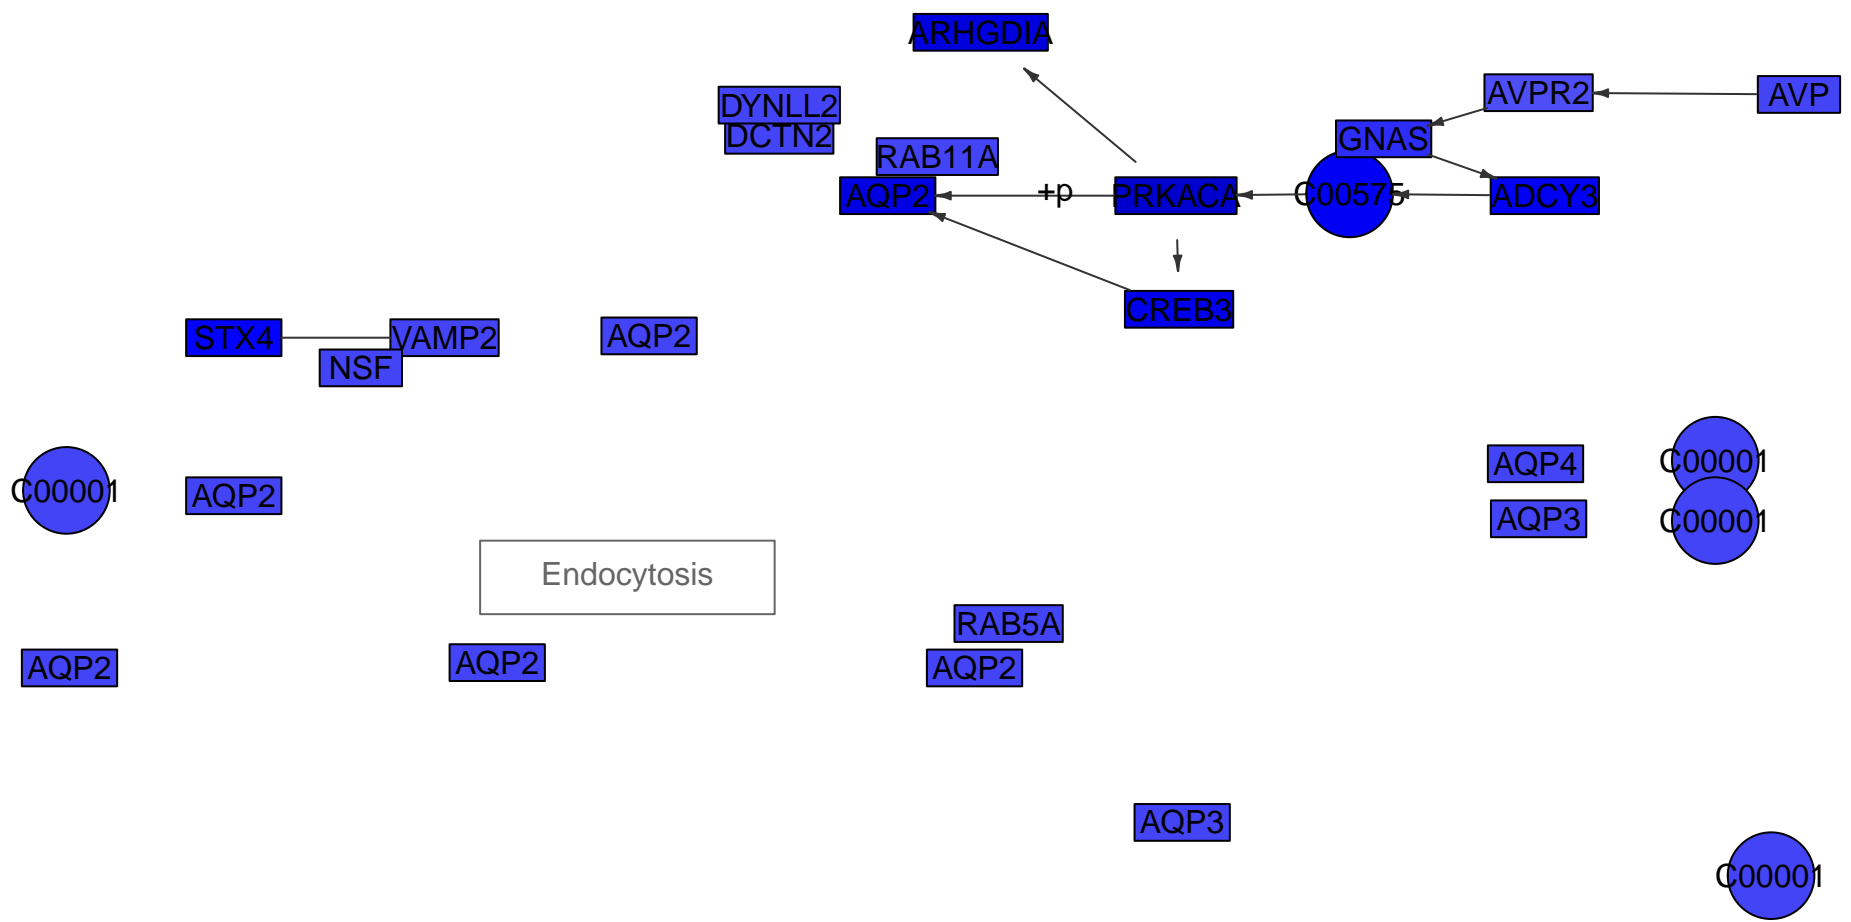 ARHGDIA
DYNLL2
AVPR2
AVP
DCTN2
GNAS
RAB11A
AQP2
+p
PRKACA
C00575
ADCY3
CREB3
STX4
VAMP2
AQP2
NSF
C00001
AQP2
AQP4
C00001
AQP3
C00001
Endocytosis
RAB5A
AQP2
AQP2
AQP2
AQP3
C00001